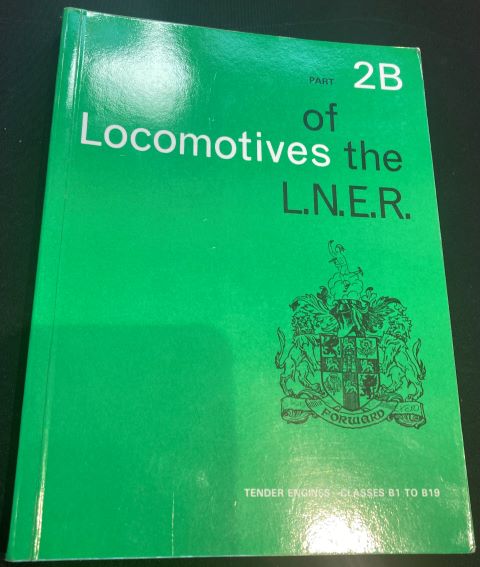 PART 2B
of
Locomotives the
L.N.E.R.
FORWARD
TENDER ENGINES - CLASSES B1 TO B19